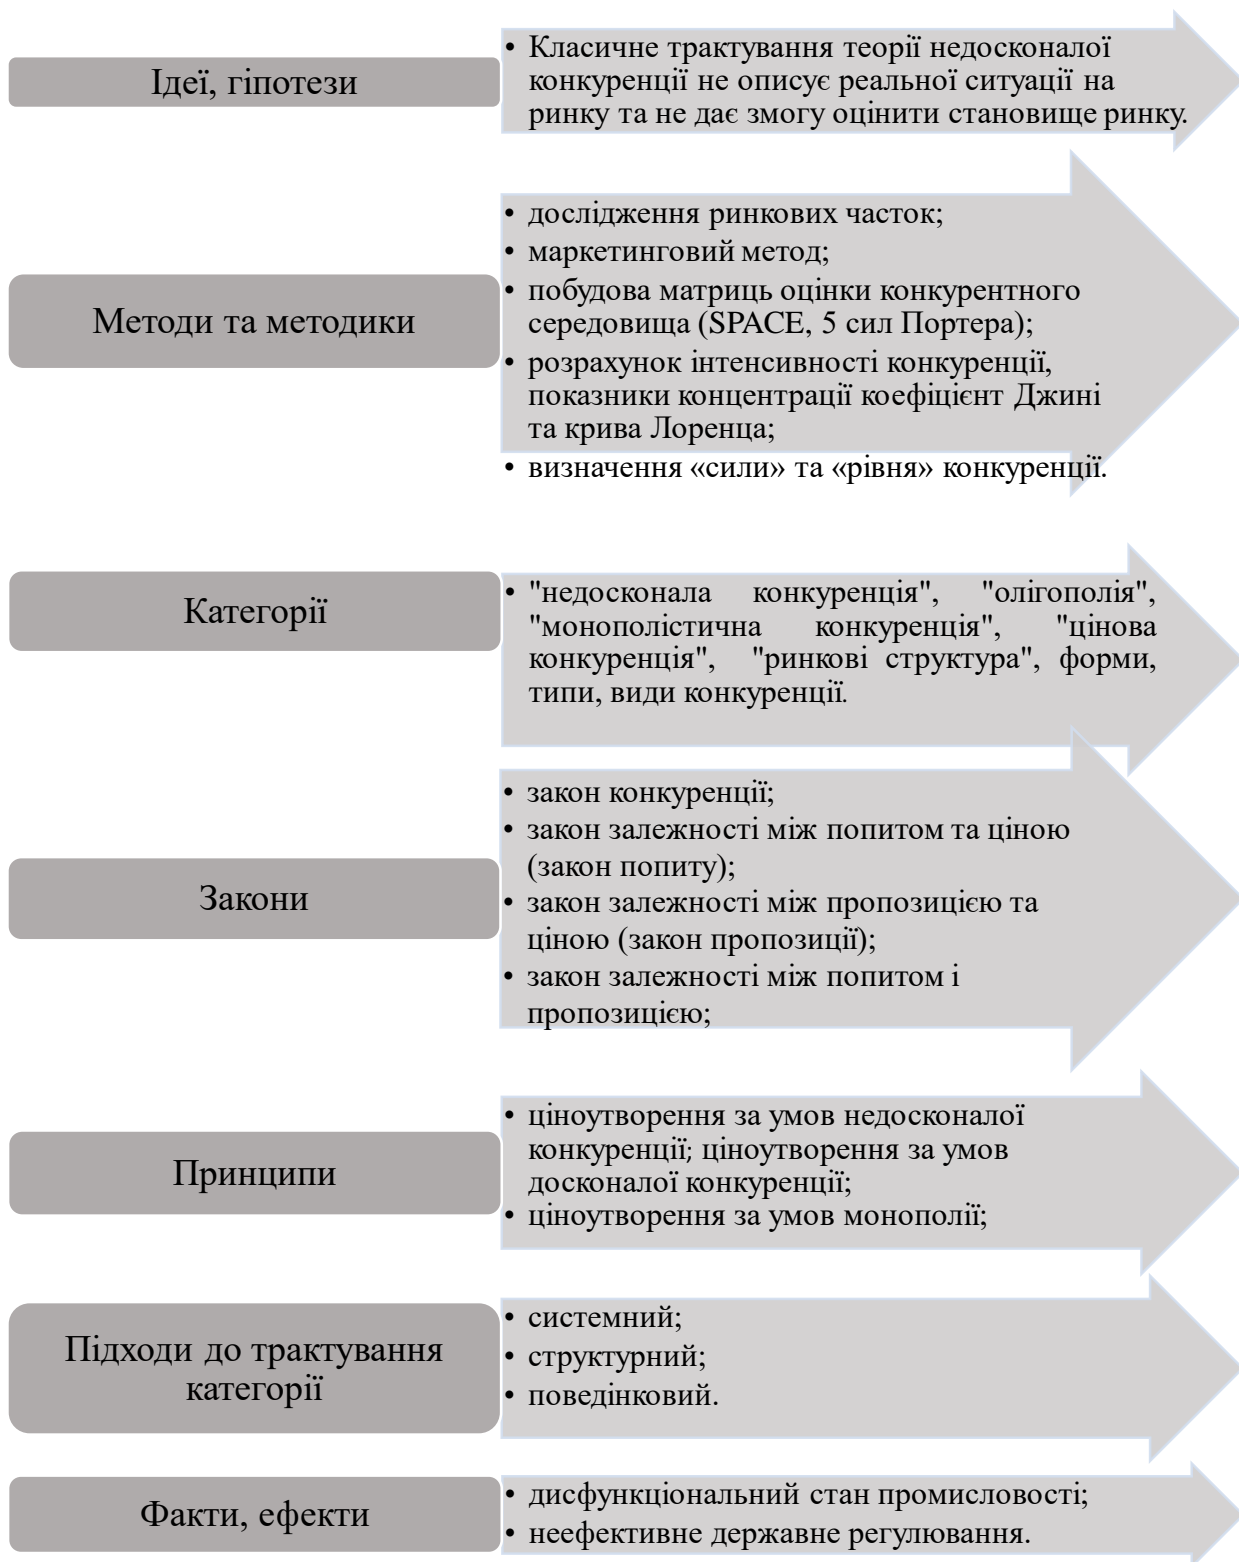 Ідеї, гіпотези
• Класичне трактування теорії недосконалої
конкуренції не описує реальної ситуації на
ринку та не дає змогу оцінити становище ринку.
Методи та методики
• дослідження ринкових часток;
• маркетинговий метод;
• побудова матриць оцінки конкурентного
середовища (SPACE, 5 сил Портера);
• розрахунок інтенсивності конкуренції,
показники концентрації коефіцієнт Джині
та крива Лоренца;
• визначення «сили» та «рівня» конкуренції.
Категорії
• "недосконала конкуренція", "олігополія",
"монополістична конкуренція", "цінова
конкуренція", "ринкові структура", форми,
типи, види конкуренції.
Закони
• закон конкуренції;
• закон залежності між попитом та ціною
(закон попиту);
• закон залежності між пропозицією та
ціною (закон пропозиції);
• закон залежності між попитом і
пропозицією;
Принципи
• ціноутворення за умов недосконалої
конкуренції; ціноутворення за умов
досконалої конкуренції;
• ціноутворення за умов монополії;
Підходи до трактування
категорії
• системний;
• структурний;
• поведінковий.
Факти, ефекти
• дисфункціональний стан промисловості;
• неефективне державне регулювання.